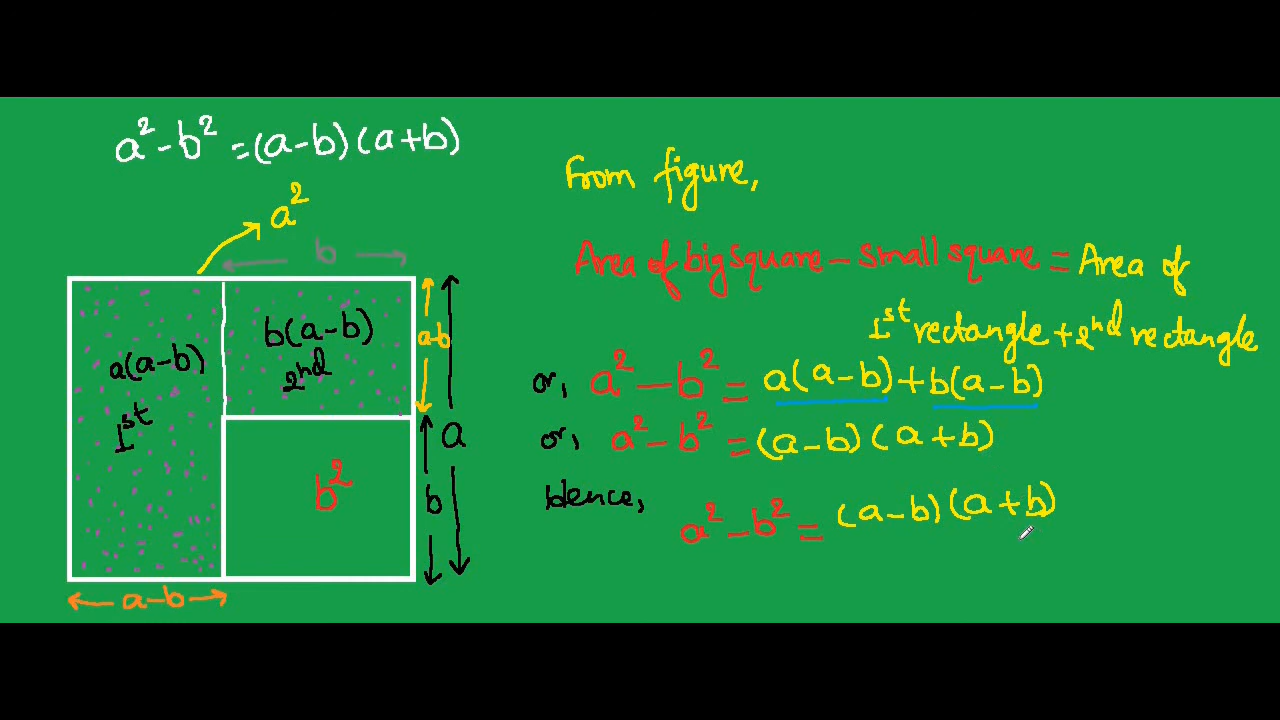 a²-b² =(a-b)(a+b)
a²
b
a(a-b)
1st
b(a-b)
2nd
a-b
a
b²
b
a-b
From figure,
Area of big square - small square = Area of
1st rectangle + 2nd rectangle
or, a² - b² = a(a-b)+b(a-b)
or, a² - b² = (a-b)(a+b)
Hence,
a² - b² = (a-b)(a+b)